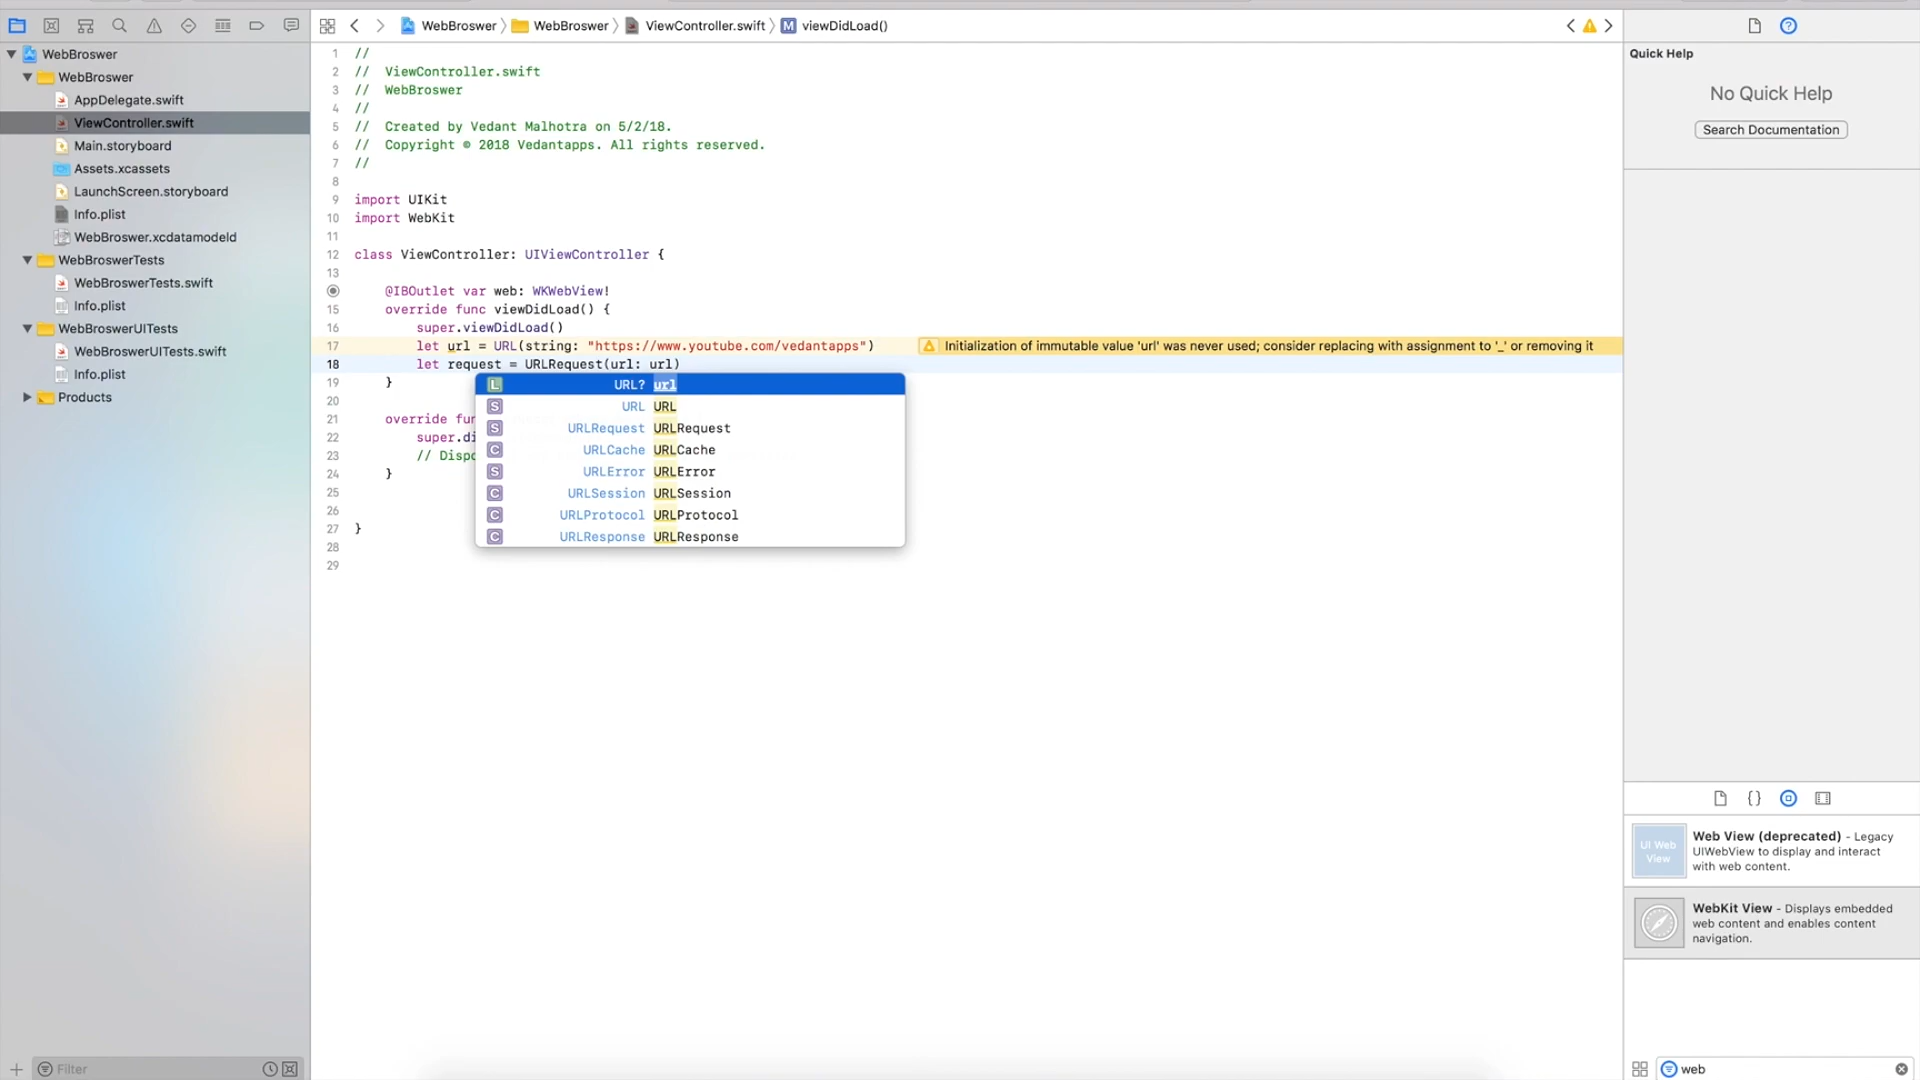 WebBroswer
WebBroswer
AppDelegate.swift
ViewController.swift
Main.storyboard
Assets.xcassets
LaunchScreen.storyboard
Info.plist
WebBroswer.xcdatamodeld
WebBroswerTests
WebBroswerTests.swift
Info.plist
WebBroswerUITests
WebBroswerUITests.swift
Info.plist
Products
Filter
WebBroswer WebBroswer ViewController.swift M viewDidLoad()
1 //
2 // ViewController.swift
3 // WebBroswer
4 //
5 // Created by Vedant Malhotra on 5/2/18.
6 // Copyright © 2018 Vedantapps. All rights reserved.
7 //
8
9 import UIKit
10 import WebKit
11
12 class ViewController: UIViewController {
13
@IBOutlet var web: WKWebView!
15 override func viewDidLoad() {
16 super.viewDidLoad()
17 let url = URL(string: "https://www.youtube.com/vedantapps") Initialization of immutable value 'url' was never used; consider replacing with assignment to '_' or removing it
18 let request = URLRequest(url: url)
19 }
20
21 override fun
22 super.di
23 // Dispo
24 }
25
26
27 }
28
29
L URL? url
S URL URL
S URLRequest URLRequest
C URLCache URLCache
S URLError URLError
C URLSession URLSession
C URLProtocol URLProtocol
C URLResponse URLResponse
Quick Help
No Quick Help
Search Documentation
{}
UI Web
View
Web View (deprecated) - Legacy
UIWebView to display and interact
with web content.
WebKit View - Displays embedded
web content and enables content
navigation.
web